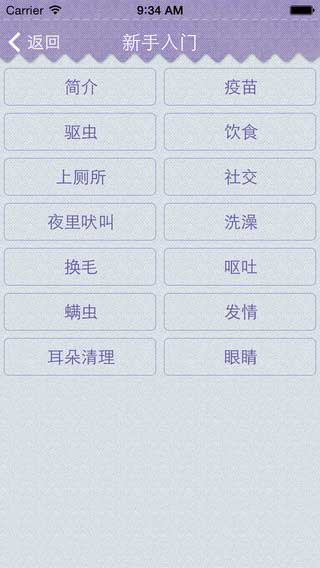 Carrier 9:34 AM
返回 新手入门
简介 疫苗
驱虫 饮食
上厕所 社交
夜里吠叫 洗澡
换毛 呕吐
螨虫 发情
耳朵清理 眼睛